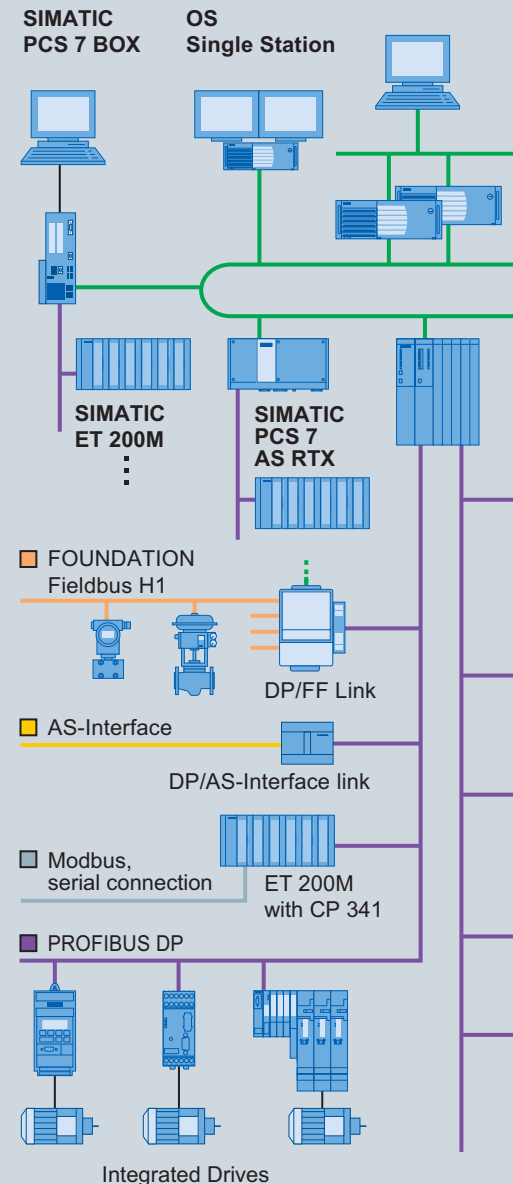 SIMATIC
PCS 7 BOX
OS
Single Station
SIMATIC
ET 200M
SIMATIC
PCS 7
AS RTX
FOUNDATION
Fieldbus H1
DP/FF Link
AS-Interface
DP/AS-Interface link
Modbus,
serial connection
ET 200M
with CP 341
PROFIBUS DP
Integrated Drives